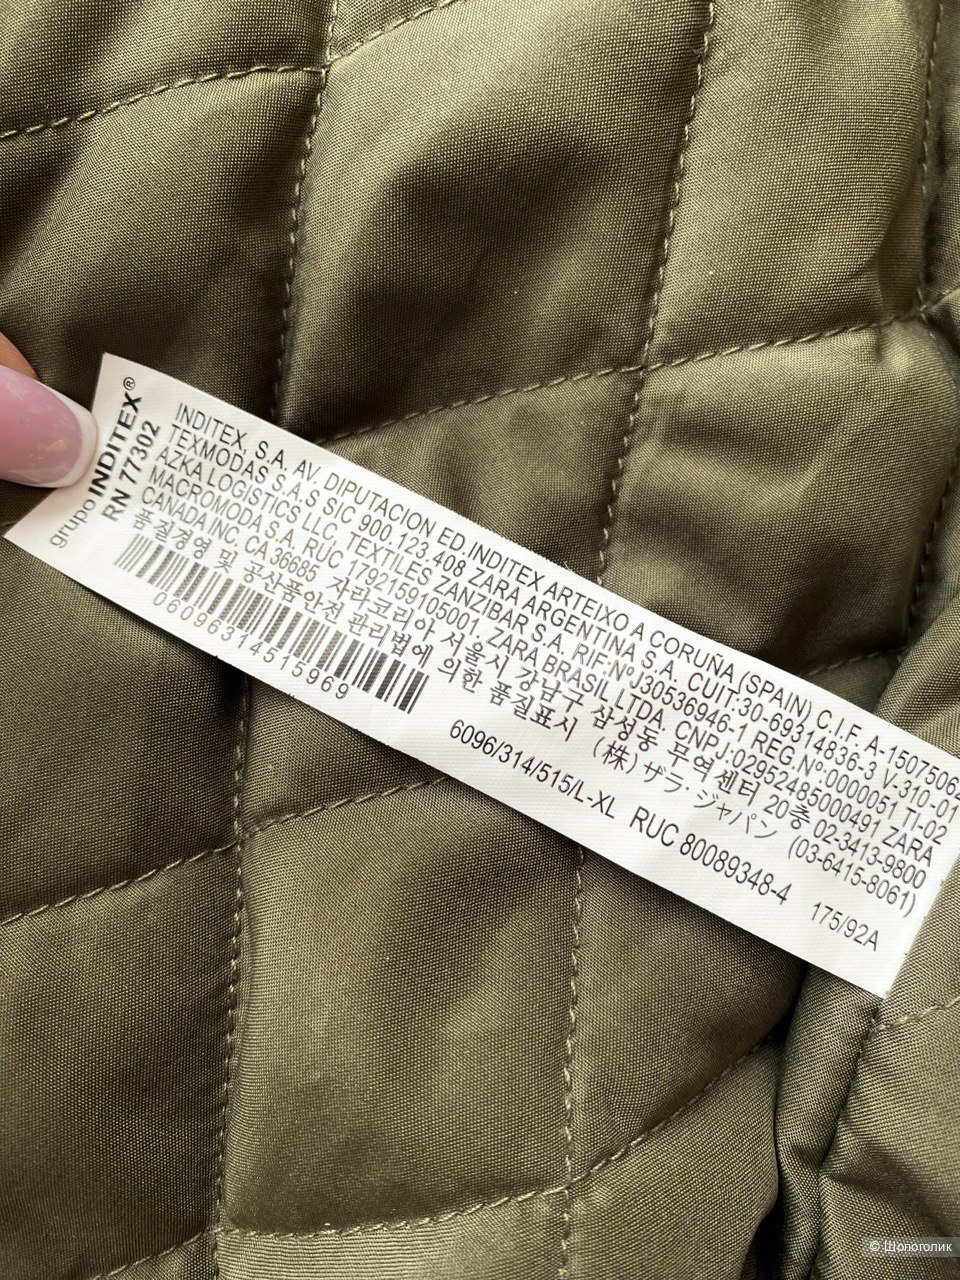 grupo INDITEX®
RN 77302
INDITEX, S.A. AV. DIPUTACION ED.INDITEX ARTEIXO A CORUÑA (SPAIN) C.I.F. A-1507506
TEXMODAS S.A.S SIC 900.123.408 ZARA ARGENTINA S.A. CUIT:30-69314836-3 V-310-01
AZKA LOGISTICS LLC, TEXTILES ZANZIBAR S.A. RIF:Nº.J30536946-1 REG.N°:0000051 TI-02
MACROMODA S.A. RUC 1792159105001 ZARA BRASIL LTDA. CNPJ:02952485000491 ZARA
CANADA INC CA 36685 자라코리아 서울시 강남구 삼성동 무역센터 20층 02-3413-9800
품질경영 및 공산품안전 관리법에 의한 품질표시 (株)ザラ·ジャパン (03-6415-8061)
06096314515969
6096/314/515/L-XL RUC 80089348-4 175/92A
© Шопоголик